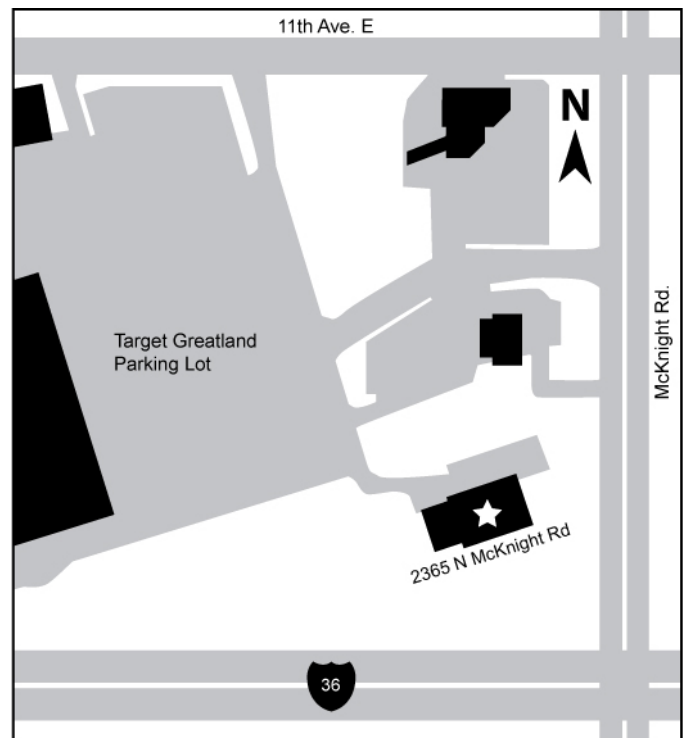 11th Ave. E
N
McKnight Rd.
Target Greatland
Parking Lot
2365 N McKnight Rd
36